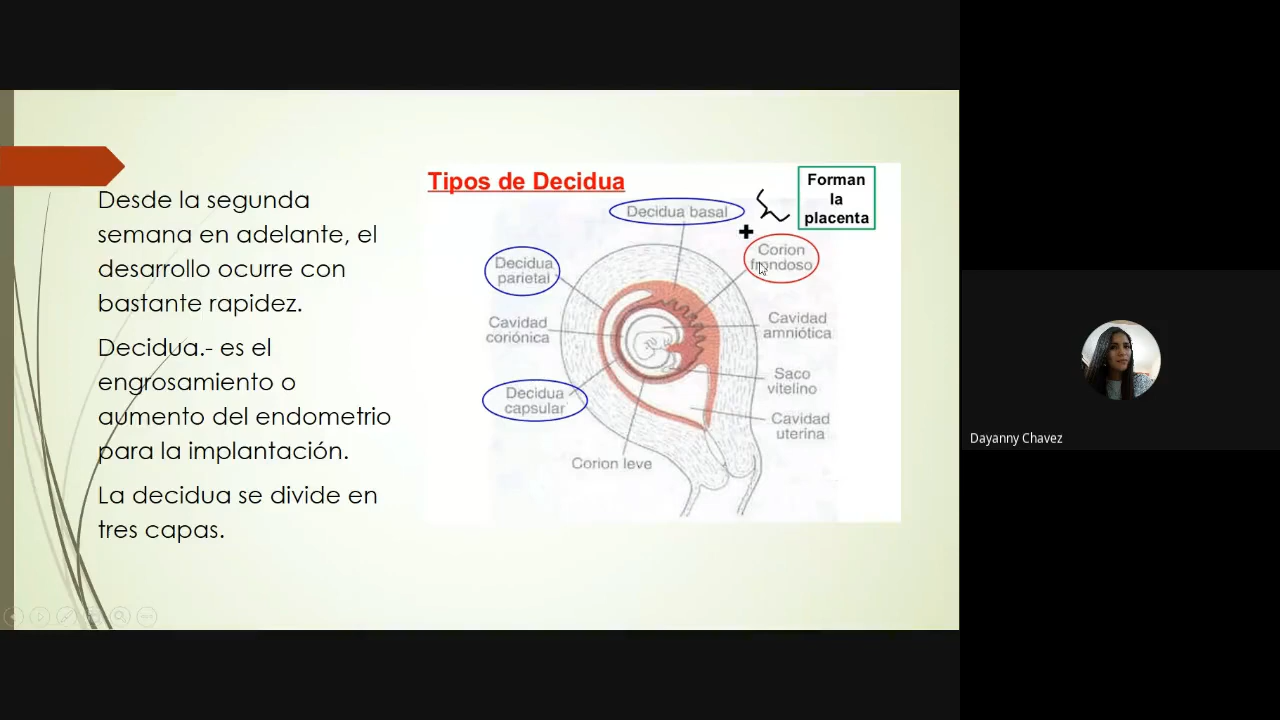 Desde la segunda
semana en adelante, el
desarrollo ocurre con
bastante rapidez.
Decidua.- es el
engrosamiento o
aumento del endometrio
para la implantación.
La decidua se divide en
tres capas.
Tipos de Decidua
Forman
la
placenta
Decidua basal
+
Corion
frondoso
Decidua
parietal
Cavidad
coriónica
Cavidad
amniótica
Saco
vitelino
Decidua
capsular
Cavidad
uterina
Corion leve
Dayanny Chavez